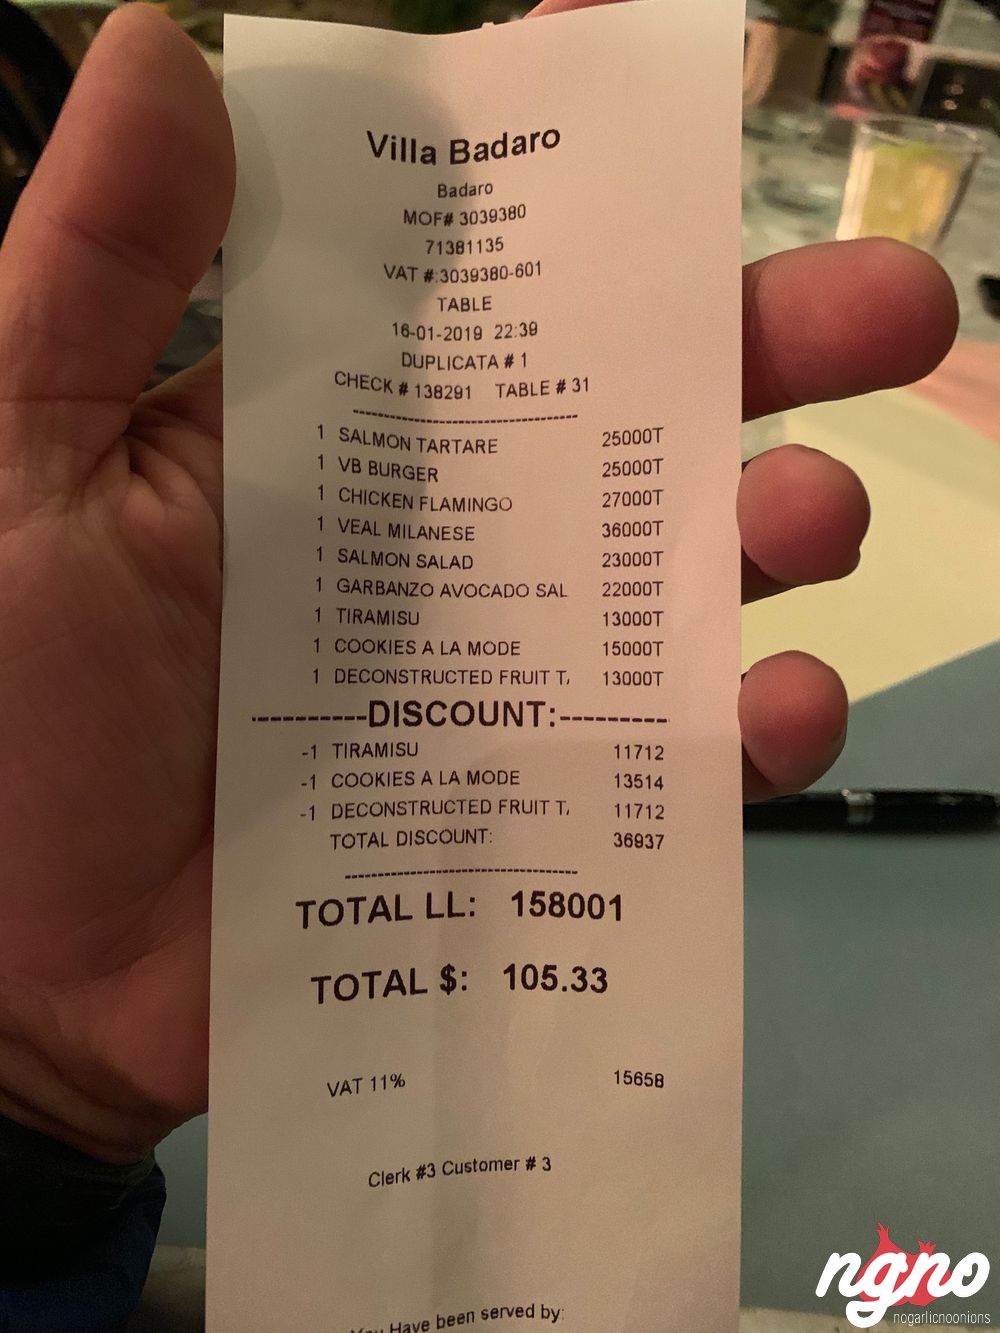 Villa Badaro
Badaro
MOF# 3039380
71381135
VAT #:3039380-601
TABLE
16-01-2019 22:39
DUPLICATA # 1
CHECK # 138291 TABLE # 31
1 SALMON TARTARE 25000T
1 VB BURGER 25000T
1 CHICKEN FLAMINGO 27000T
1 VEAL MILANESE 36000T
1 SALMON SALAD 23000T
1 GARBANZO AVOCADO SAL 22000T
1 TIRAMISU 13000T
1 COOKIES A LA MODE 15000T
1 DECONSTRUCTED FRUIT T, 13000T
----------DISCOUNT:---------
-1 TIRAMISU 11712
-1 COOKIES A LA MODE 13514
-1 DECONSTRUCTED FRUIT T, 11712
TOTAL DISCOUNT: 36937
TOTAL LL: 158001
TOTAL $: 105.33
VAT 11% 15658
Clerk #3 Customer # 3
You Have been served by:
ngno
nogarlicnoonions